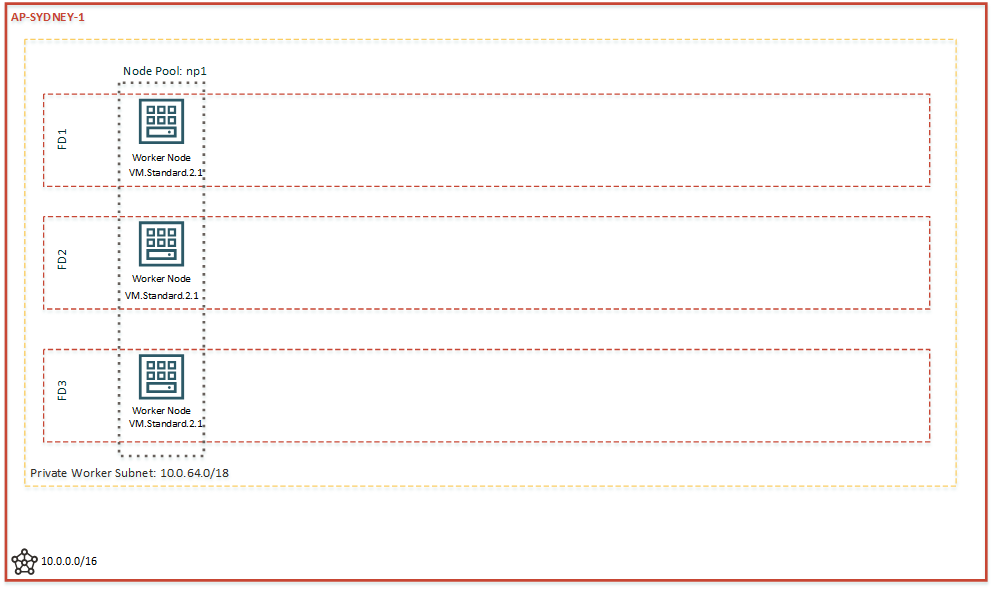 AP-SYDNEY-1
Node Pool: np1
FD1
Worker Node
VM.Standard.2.1
FD2
Worker Node
VM.Standard.2.1
FD3
Worker Node
VM.Standard.2.1
Private Worker Subnet: 10.0.64.0/18
10.0.0.0/16